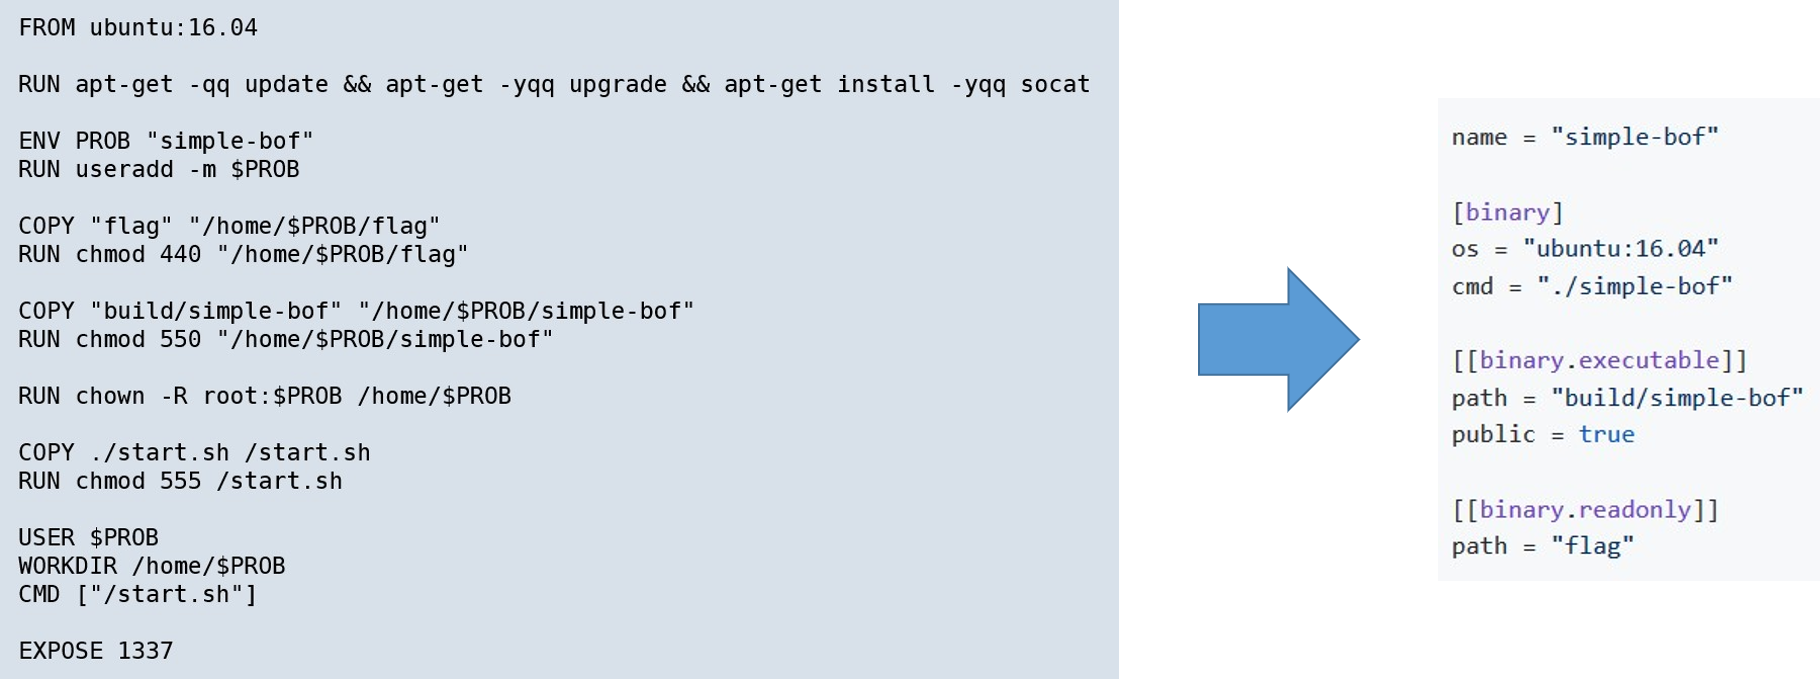 FROM ubuntu:16.04
RUN apt-get -qq update && apt-get -yqq upgrade && apt-get install -yqq socat
ENV PROB "simple-bof"
RUN useradd -m $PROB
COPY "flag" "/home/$PROB/flag"
RUN chmod 440 "/home/$PROB/flag"
COPY "build/simple-bof" "/home/$PROB/simple-bof"
RUN chmod 550 "/home/$PROB/simple-bof"
RUN chown -R root:$PROB /home/$PROB
COPY ./start.sh /start.sh
RUN chmod 555 /start.sh
USER $PROB
WORKDIR /home/$PROB
CMD ["/start.sh"]
EXPOSE 1337
name = "simple-bof"
[binary]
os = "ubuntu:16.04"
cmd = "./simple-bof"
[[binary.executable]]
path = "build/simple-bof"
public = true
[[binary.readonly]]
path = "flag"